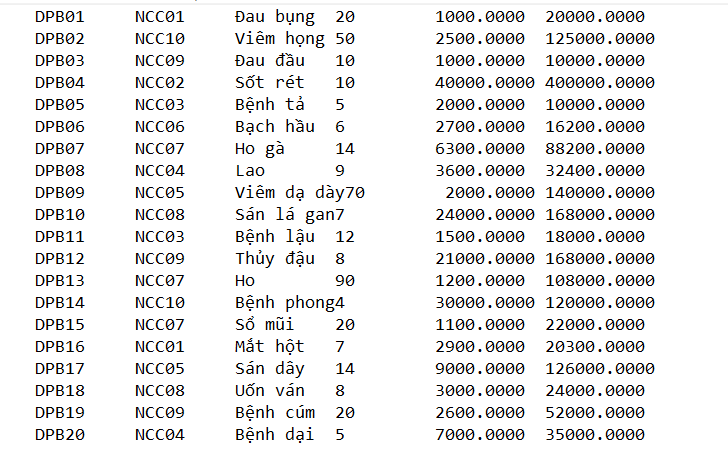 DPB01 NCC01 Đau bụng 20 1000.0000 20000.0000
DPB02 NCC10 Viêm họng 50 2500.0000 125000.0000
DPB03 NCC09 Đau đầu 10 1000.0000 10000.0000
DPB04 NCC02 Sốt rét 10 40000.0000 400000.0000
DPB05 NCC03 Bệnh tả 5 2000.0000 10000.0000
DPB06 NCC06 Bạch hầu 6 2700.0000 16200.0000
DPB07 NCC07 Ho gà 14 6300.0000 88200.0000
DPB08 NCC04 Lao 9 3600.0000 32400.0000
DPB09 NCC05 Viêm dạ dày70 2000.0000 140000.0000
DPB10 NCC08 Sán lá gan7 24000.0000 168000.0000
DPB11 NCC03 Bệnh lậu 12 1500.0000 18000.0000
DPB12 NCC09 Thủy đậu 8 21000.0000 168000.0000
DPB13 NCC07 Ho 90 1200.0000 108000.0000
DPB14 NCC10 Bệnh phong4 30000.0000 120000.0000
DPB15 NCC07 Sổ mũi 20 1100.0000 22000.0000
DPB16 NCC01 Mắt hột 7 2900.0000 20300.0000
DPB17 NCC05 Sán dây 14 9000.0000 126000.0000
DPB18 NCC08 Uốn ván 8 3000.0000 24000.0000
DPB19 NCC09 Bệnh cúm 20 2600.0000 52000.0000
DPB20 NCC04 Bệnh dại 5 7000.0000 35000.0000